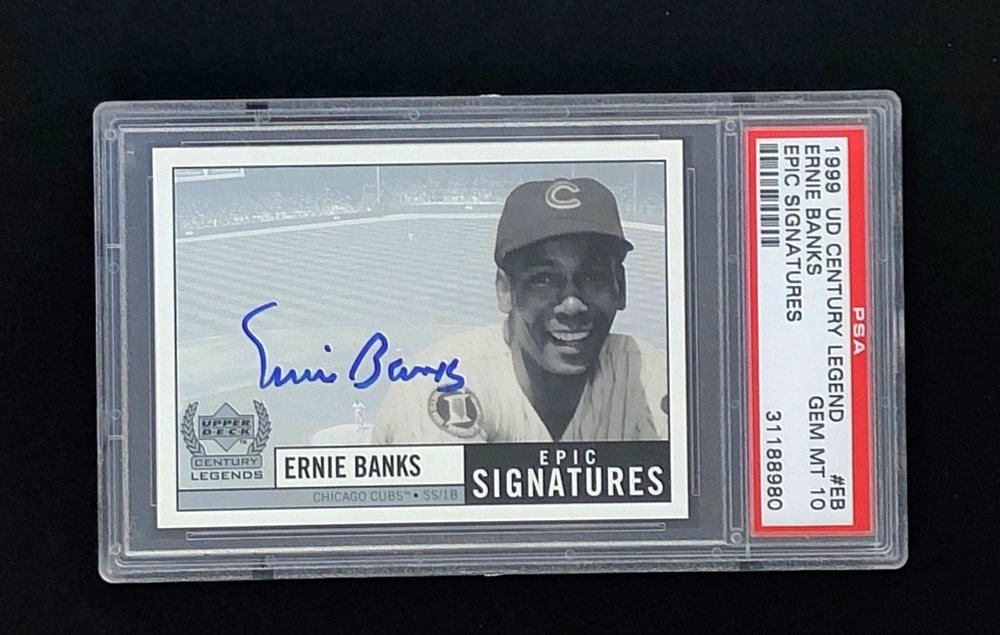 Ernie Banks
UPPER
DECK
CENTURY
LEGENDS
ERNIE BANKS
CHICAGO CUBS™ • SS/1B
EPIC
SIGNATURES
C
PSA
1999 UD CENTURY LEGEND #EB
ERNIE BANKS GEM MT 10
EPIC SIGNATURES
31188980